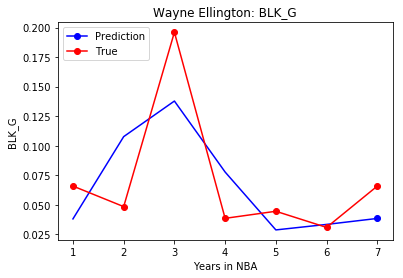 Wayne Ellington: BLK_G
Prediction
True
0.200
0.175
0.150
0.125
0.100
0.075
0.050
0.025
BLK_G
1 2 3 4 5 6 7
Years in NBA